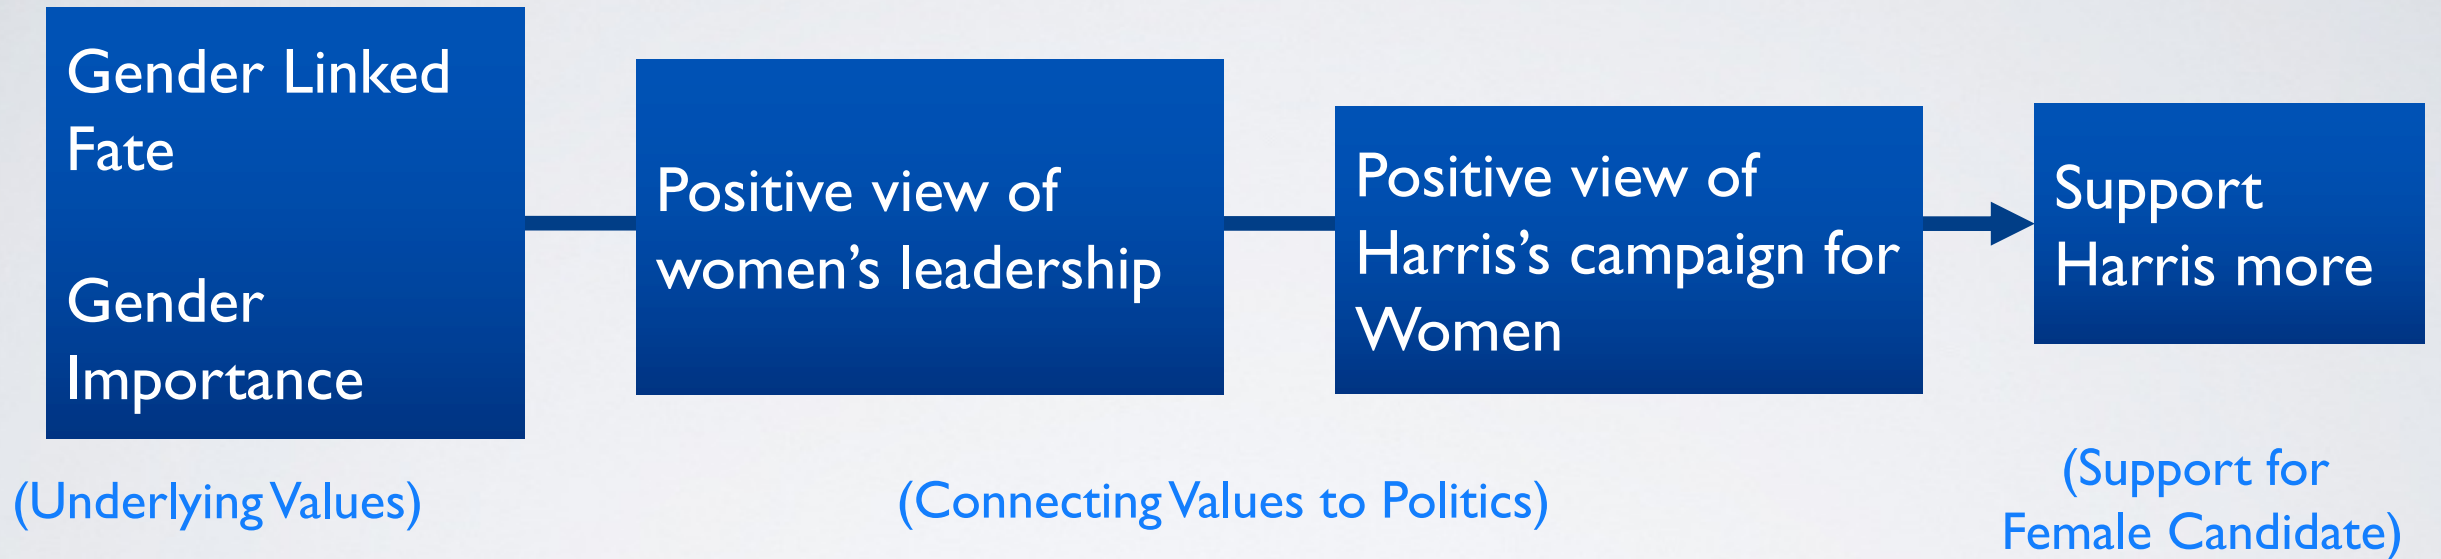 Gender Linked
Fate
Gender
Importance
Positive view of
women's leadership
Positive view of
Harris's campaign for
Women
Support
Harris more
(Underlying Values)
(Connecting Values to Politics)
(Support for
Female Candidate)